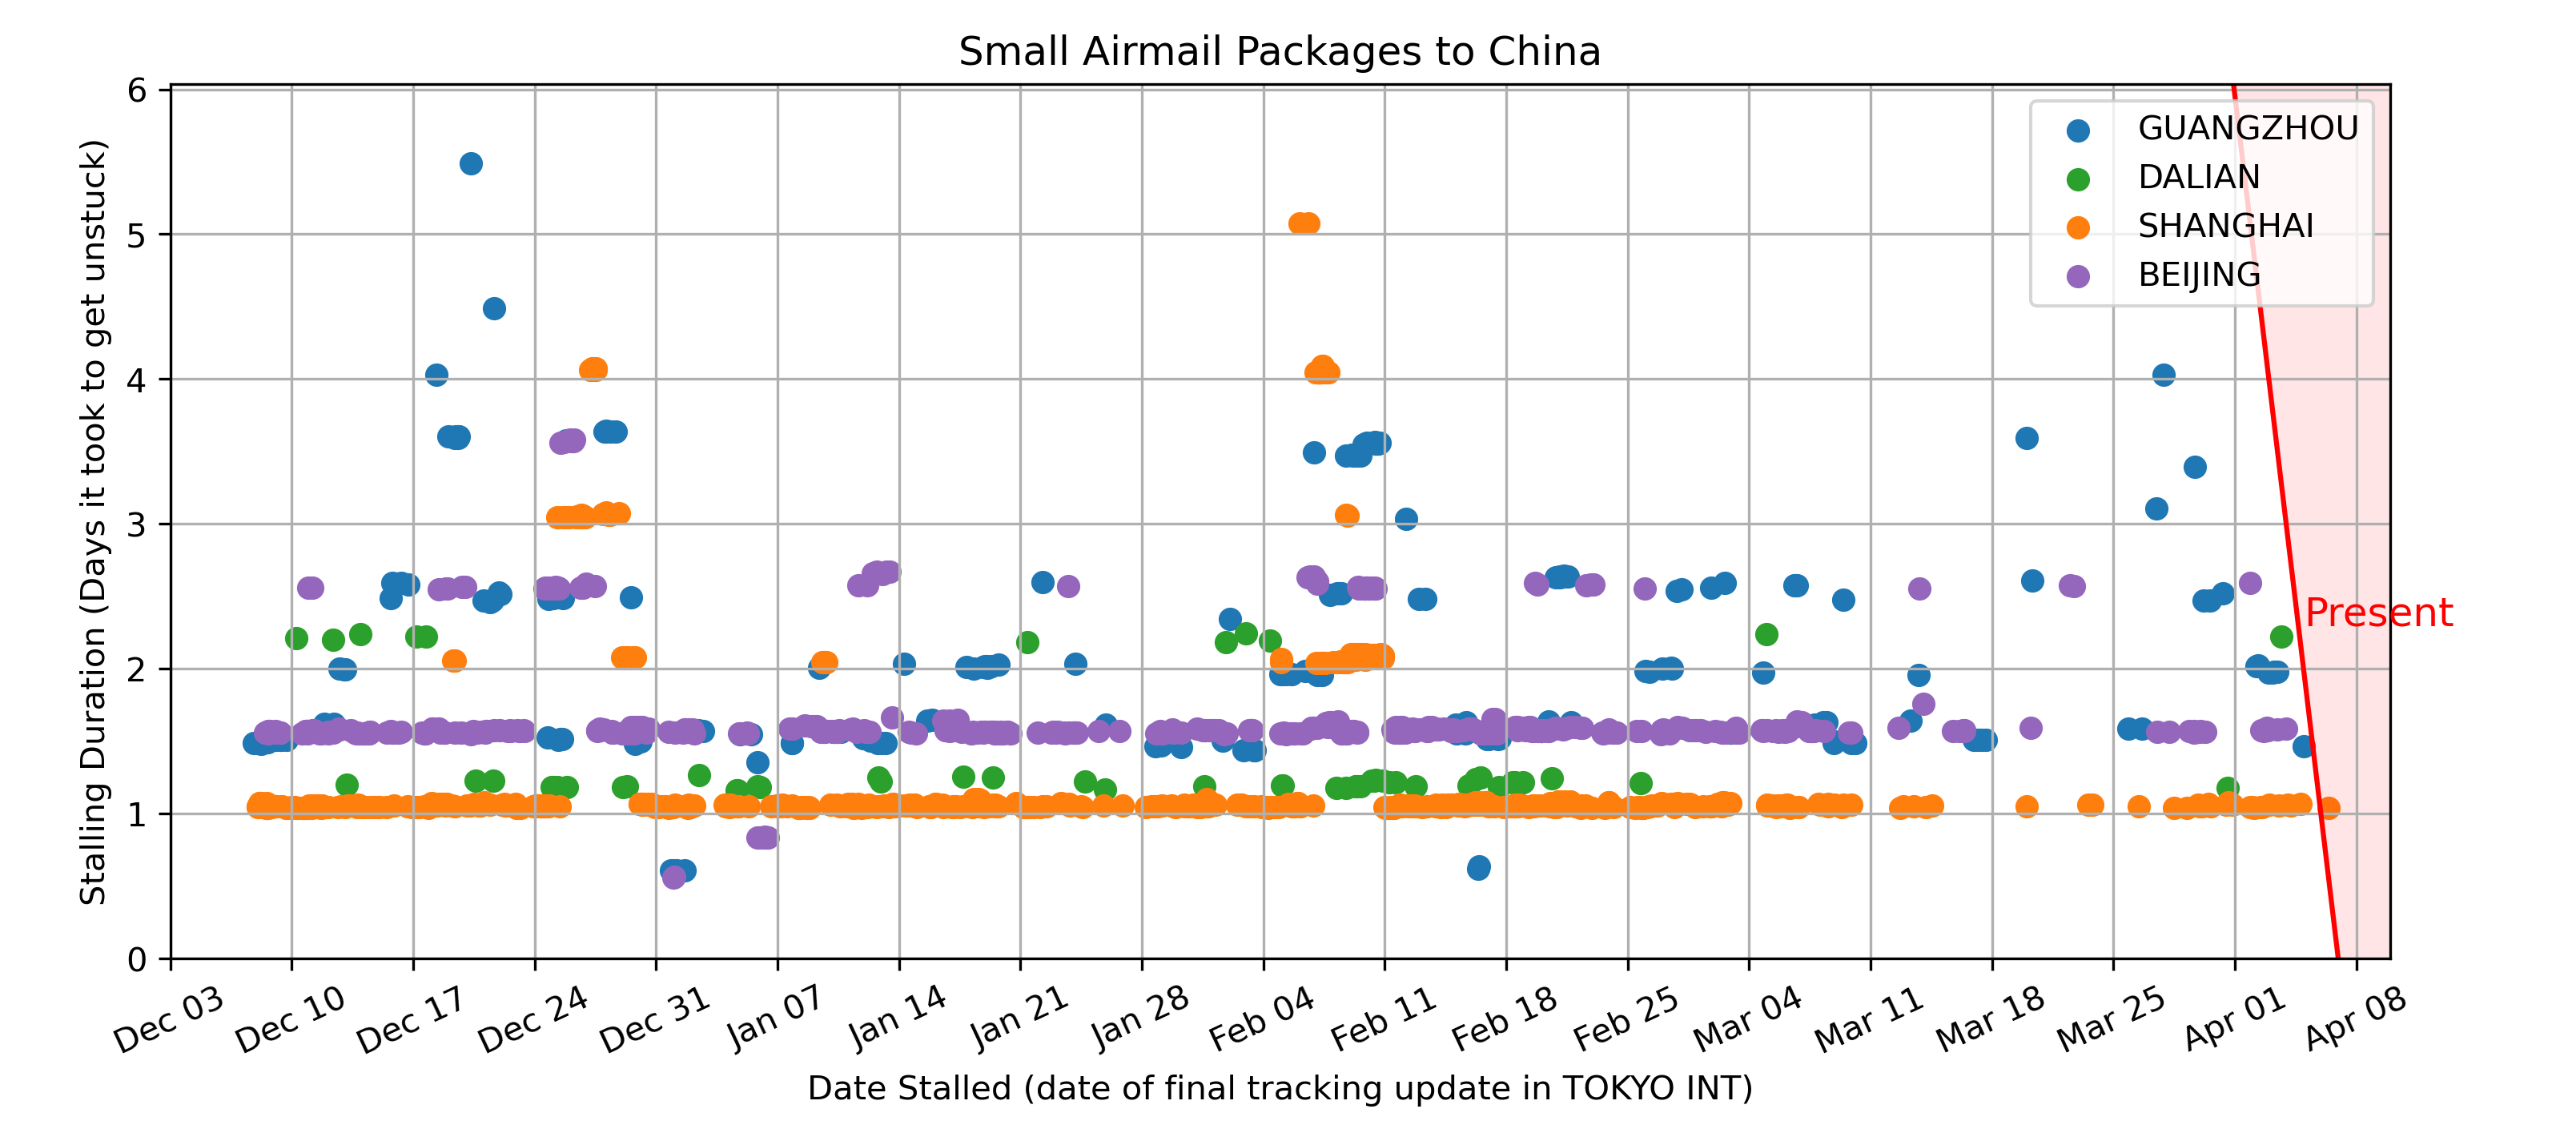 Small Airmail Packages to China
Stalling Duration (Days it took to get unstuck)
6
5
4
3
2
1
0
GUANGZHOU
DALIAN
SHANGHAI
BEIJING
Present
Dec 03
Dec 10
Dec 17
Dec 24
Dec 31
Jan 07
Jan 14
Jan 21
Jan 28
Feb 04
Feb 11
Feb 18
Feb 25
Mar 04
Mar 11
Mar 18
Mar 25
Apr 01
Apr 08
Date Stalled (date of final tracking update in TOKYO INT)